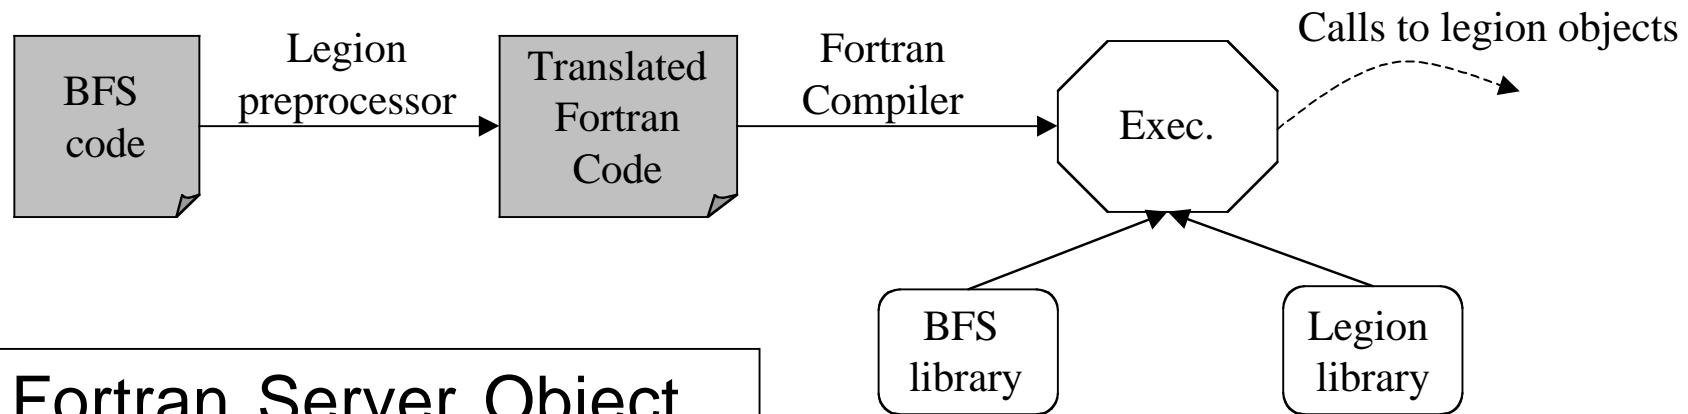 BFS
code
Legion
preprocessor
Translated
Fortran
Code
Fortran
Compiler
Exec.
Calls to legion objects
BFS
library
Legion
library
Fortran Server Object